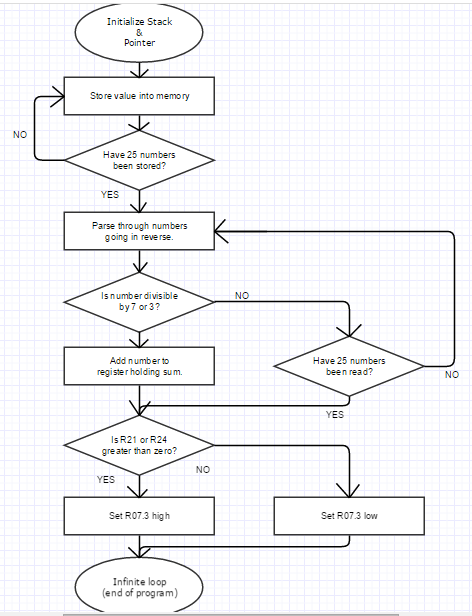 Initialize Stack
&
Pointer
Store value into memory
NO
Have 25 numbers
been stored?
YES
Parse through numbers
going in reverse.
Is number divisible
by 7 or 3?
NO
Add number to
register holding sum.
Have 25 numbers
been read?
NO
YES
Is R21 or R24
greater than zero?
NO
YES
Set R07.3 high
Set R07.3 low
Infinite loop
(end of program)